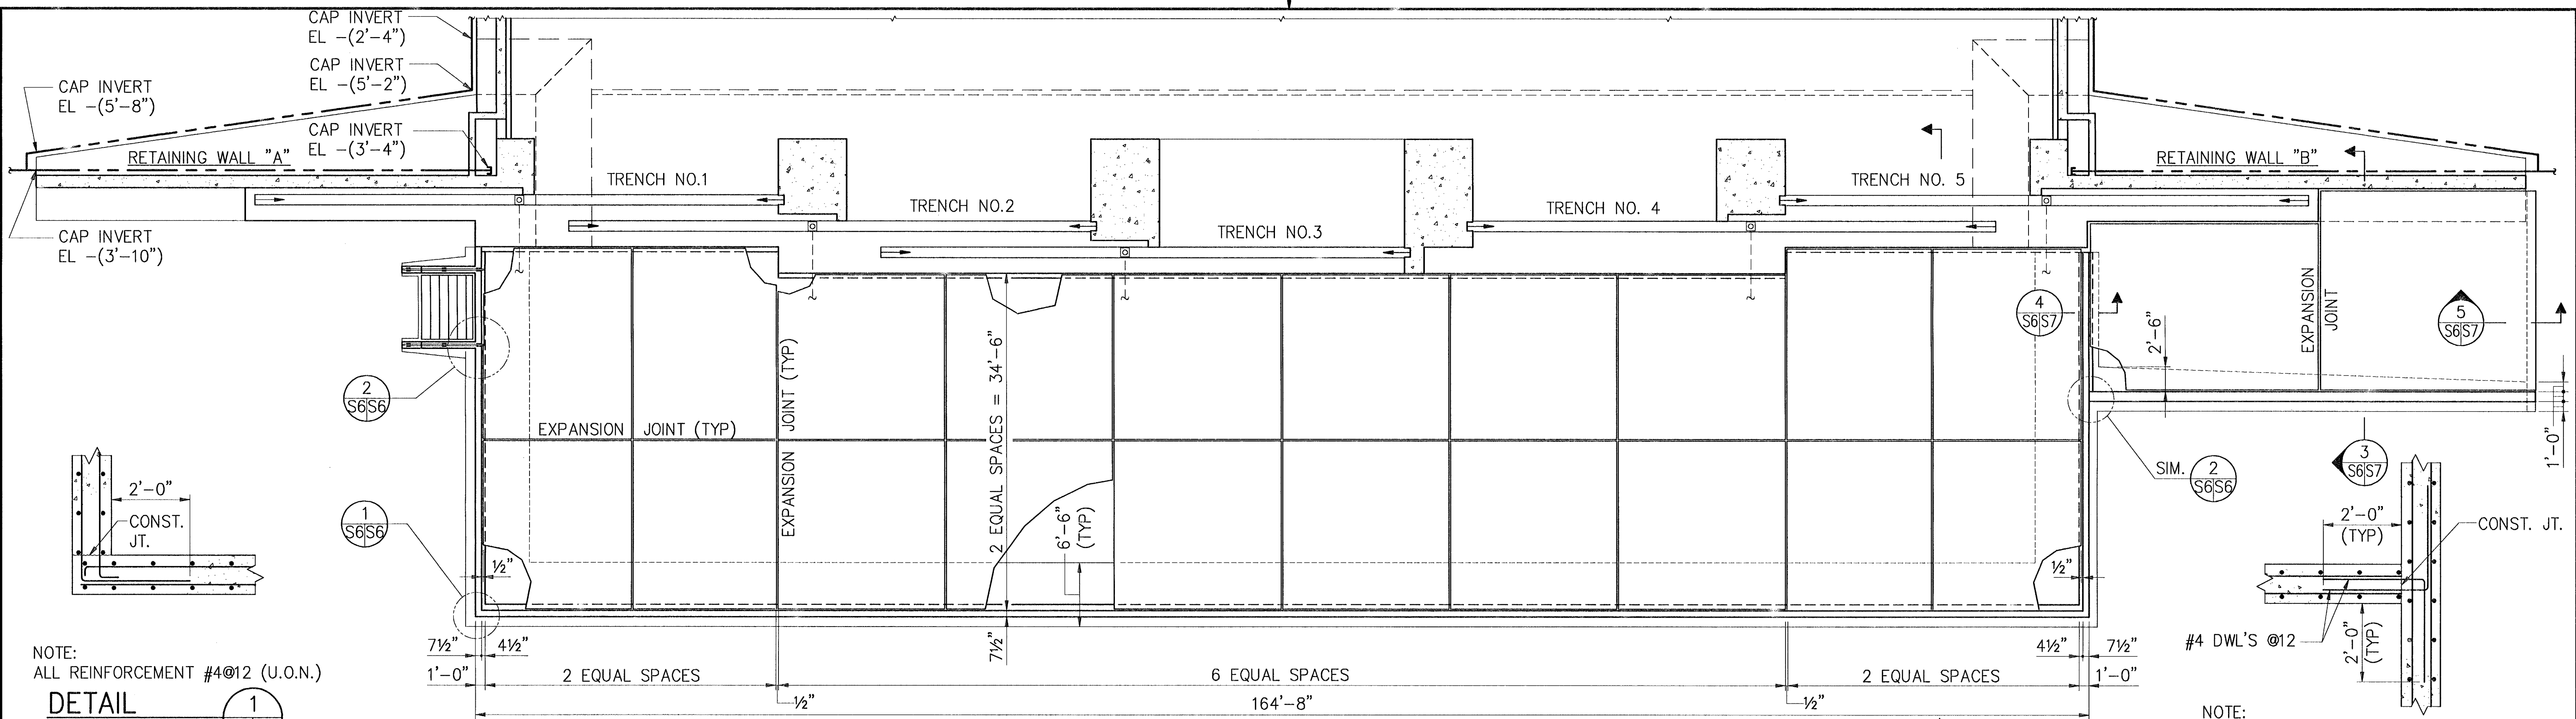 CAP INVERT
EL -(2'-4")
CAP INVERT
EL -(5'-2")
CAP INVERT
EL -(5'-8")
CAP INVERT
EL -(3'-4")
RETAINING WALL "A"
RETAINING WALL "B"
TRENCH NO.1
TRENCH NO.2
TRENCH NO.3
TRENCH NO. 4
TRENCH NO. 5
CAP INVERT
EL -(3'-10")
4
S6|S7
2'-6"
EXPANSION
JOINT
5
S6|S7
2
S6|S6
EXPANSION JOINT (TYP)
EXPANSION JOINT (TYP)
2 EQUAL SPACES = 34'-6"
6'-6"
(TYP)
1'-0"
SIM.
2
S6|S6
3
S6|S7
2'-0"
CONST.
JT.
1
S6|S6
½"
½"
2'-0"
(TYP)
CONST. JT.
#4 DWL'S @12
2'-0"
(TYP)
7½"
4½"
7½"
4½"
7½"
1'-0"
2 EQUAL SPACES
6 EQUAL SPACES
2 EQUAL SPACES
1'-0"
½"
164'-8"
½"
NOTE:
ALL REINFORCEMENT #4@12 (U.O.N.)
DETAIL
1
NOTE: